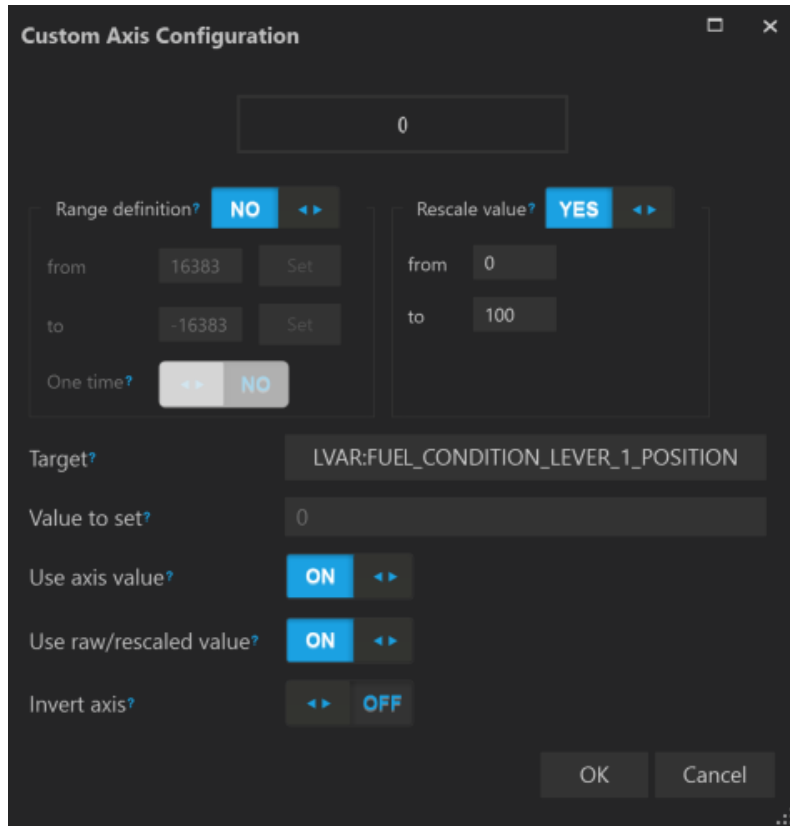 Custom Axis Configuration
0
Range definition? NO
Rescale value? YES
from 16383 Set
from 0
to -16383 Set
to 100
One time? NO
Target? LVAR:FUEL_CONDITION_LEVER_1_POSITION
Value to set? 0
Use axis value? ON
Use raw/rescaled value? ON
Invert axis? OFF
OK Cancel